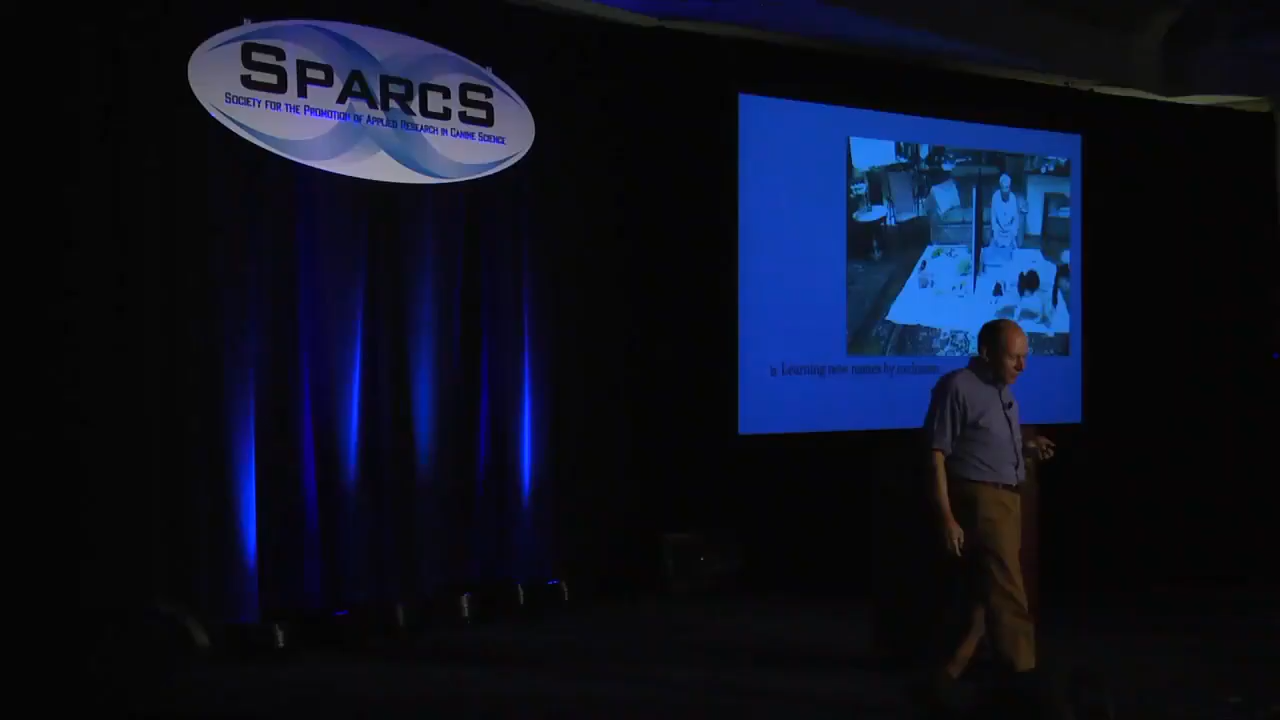 SPARCS
SOCIETY FOR THE PROMOTION OF APPLIED RESEARCH IN CANINE SCIENCE
Learning new names by exclusion